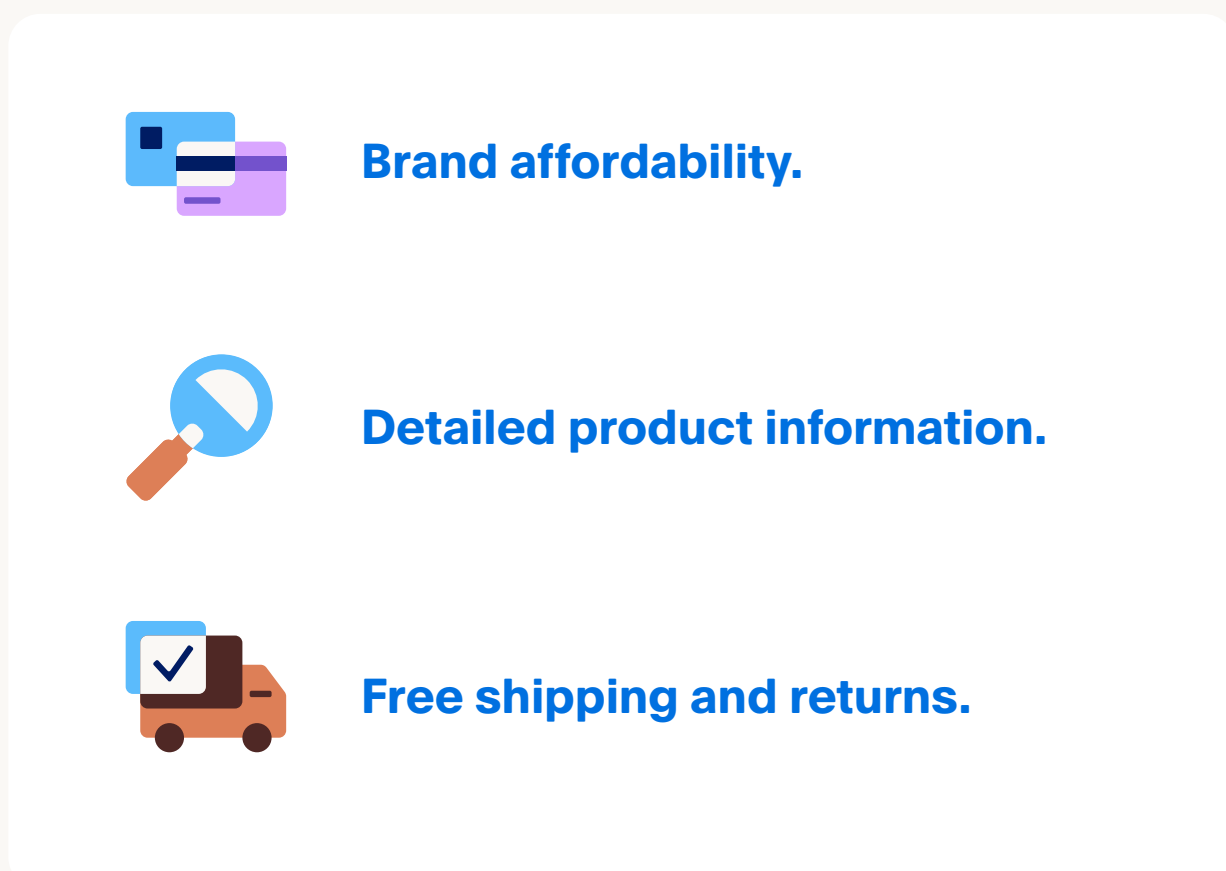 Brand affordability.
Detailed product information.
Free shipping and returns.